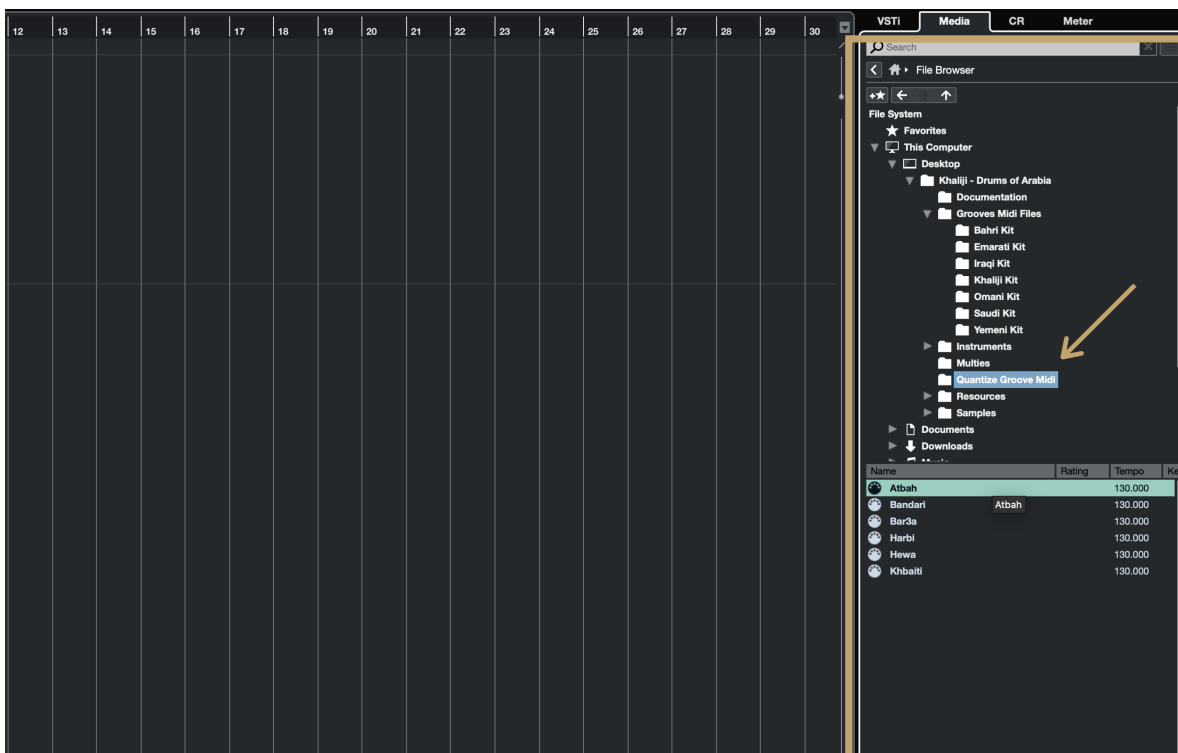 12 13 14 15 16 17 18 19 20 21 22 23 24 25 26 27 28 29 30
VSTi Media CR Meter
Search
File Browser
File System
Favorites
This Computer
Desktop
Khaliji - Drums of Arabia
Documentation
Grooves Midi Files
Bahri Kit
Emarati Kit
Iraqi Kit
Khaliji Kit
Omani Kit
Saudi Kit
Yemeni Kit
Instruments
Multies
Quantize Groove Midi
Resources
Samples
Documents
Downloads
Name Rating Tempo Ke
Atbah 130.000
Bandari Atbah 130.000
Bar3a 130.000
Harbi 130.000
Hewa 130.000
Khbaiti 130.000